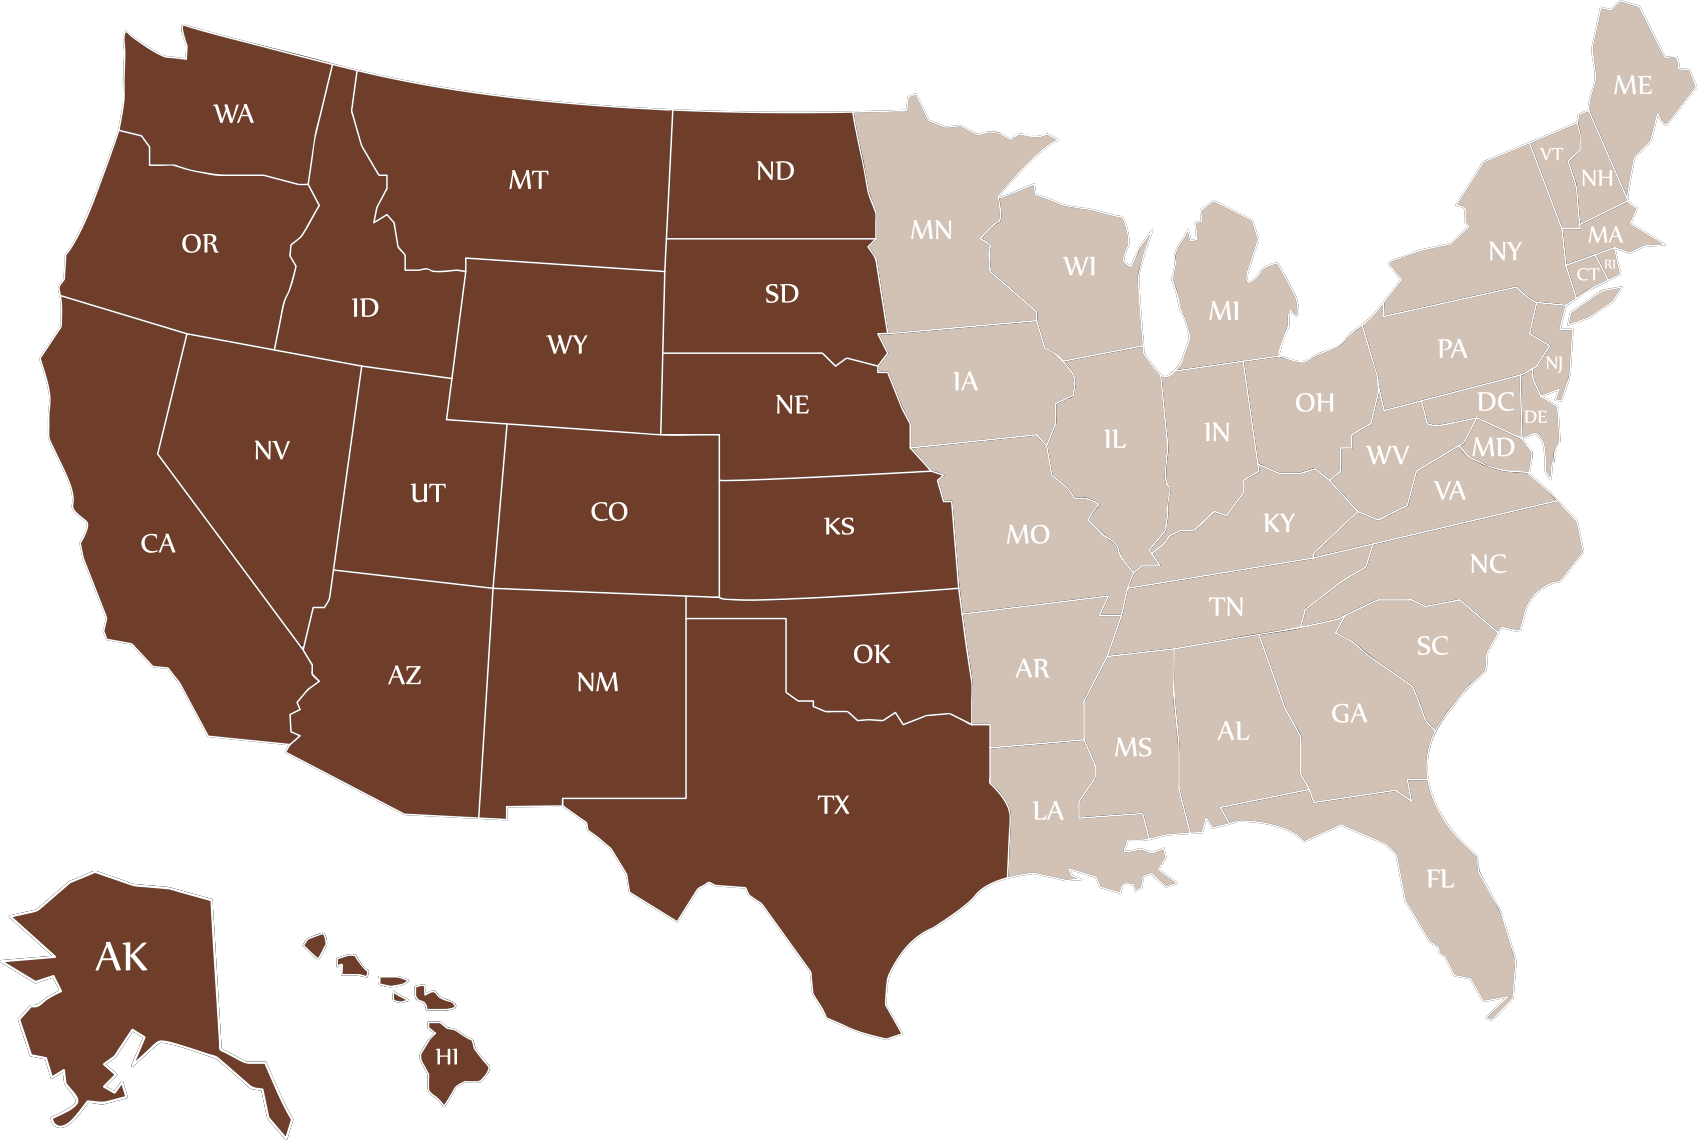 ME
WA
VT
ND
MT
NH
MN
MA
OR
NY
WI
RI
CT
SD
ID
MI
WY
PA
NJ
IA
NE
OH
DC
DE
IN
IL
NV
MD
WV
UT
VA
CO
KY
KS
MO
CA
NC
TN
SC
OK
AR
AZ
NM
GA
AL
MS
TX
LA
FL
AK
HI